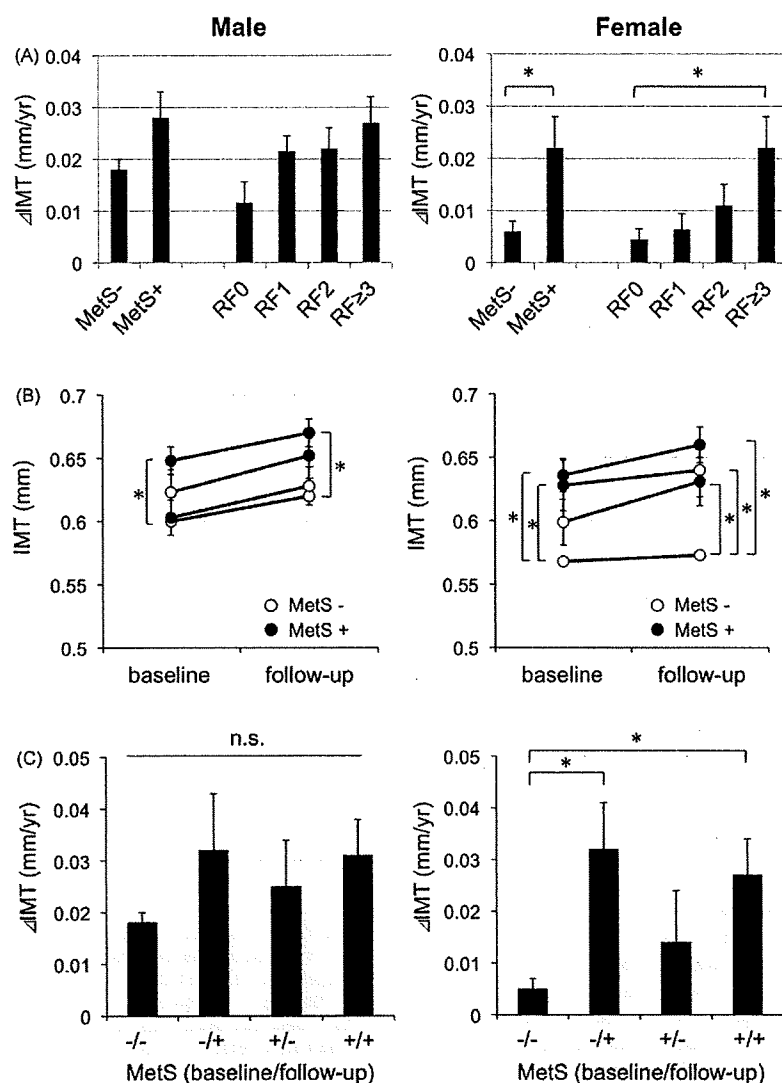 Male
Female
(A)
0.04
0.03
0.02
0.01
0
⊿IMT (mm/yr)
MetS-
MetS+
RF0
RF1
RF2
RF≥3
0.04
0.03
0.02
0.01
0
⊿IMT (mm/yr)
*
*
MetS-
MetS+
RF0
RF1
RF2
RF≥3
(B)
0.7
0.65
0.6
0.55
0.5
IMT (mm)
*
*
MetS -
MetS +
baseline
follow-up
0.7
0.65
0.6
0.55
0.5
IMT (mm)
* * * * *
MetS -
MetS +
baseline
follow-up
(C)
0.05
0.04
0.03
0.02
0.01
0
⊿IMT (mm/yr)
n.s.
-/-
-/+
+/-
+/+
MetS (baseline/follow-up)
0.05
0.04
0.03
0.02
0.01
0
⊿IMT (mm/yr)
*
*
-/-
-/+
+/-
+/+
MetS (baseline/follow-up)